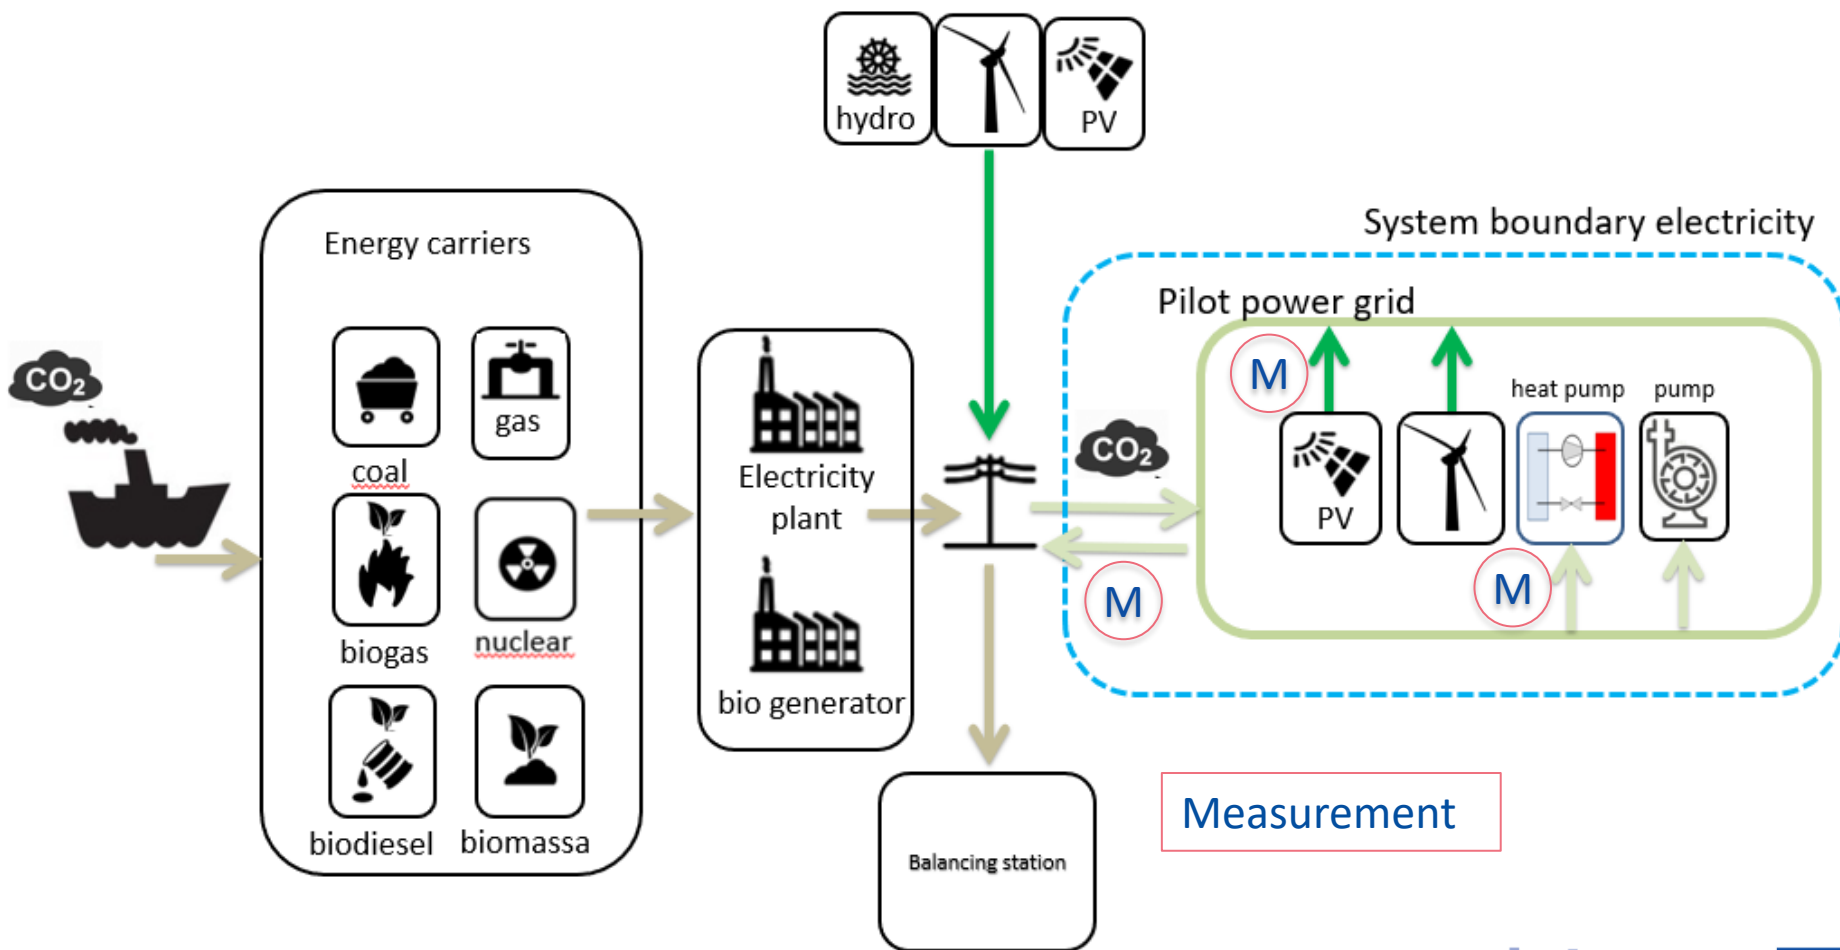 hydro
PV
System boundary electricity
Energy carriers
Pilot power grid
CO2
M
heat pump
pump
gas
coal
CO2
Electricity
plant
PV
M
M
biogas
nuclear
bio generator
Measurement
biodiesel
biomassa
Balancing station